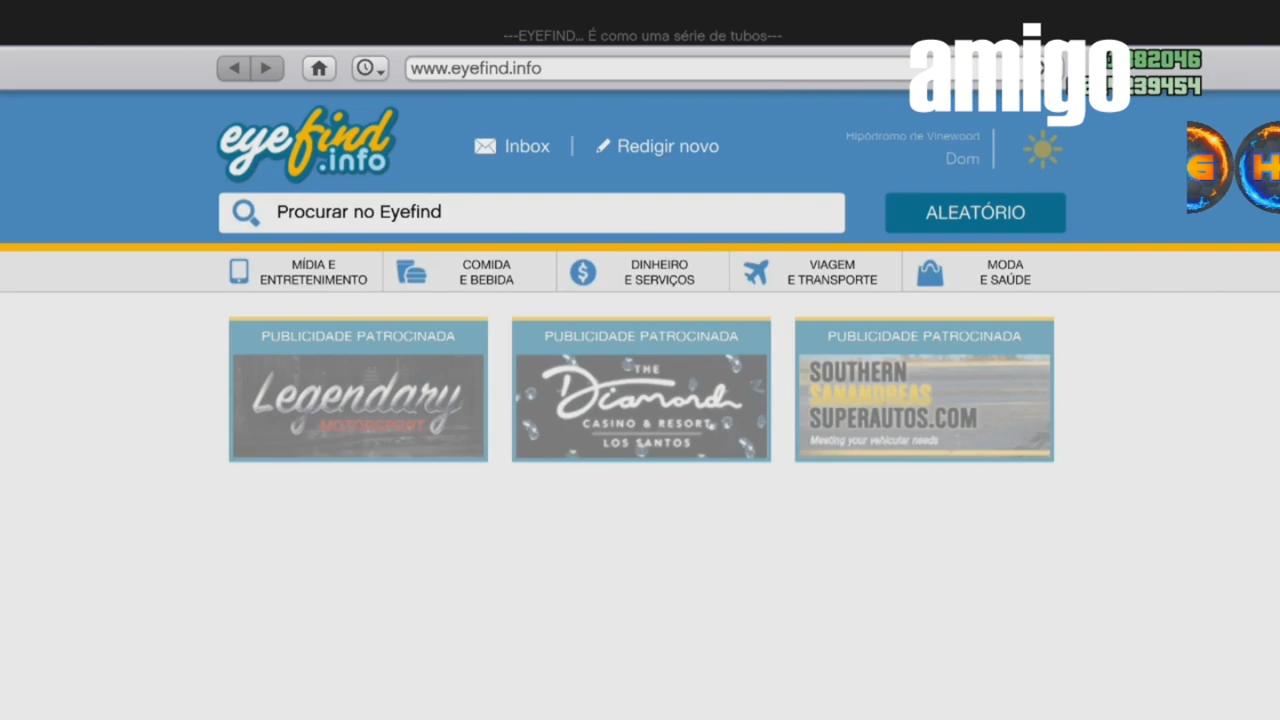 ---EYEFIND... É como uma série de tubos---
www.eyefind.info
amigo
82046
239454
eyefind
.info
Inbox
Redigir novo
Hipódromo de Vinewood
Dom
Procurar no Eyefind
ALEATÓRIO
G H
MÍDIA E
ENTRETENIMENTO
COMIDA
E BEBIDA
DINHEIRO
E SERVIÇOS
VIAGEM
E TRANSPORTE
MODA
E SAÚDE
PUBLICIDADE PATROCINADA
Legendary
MOTORSPORT
PUBLICIDADE PATROCINADA
THE
Diamond
CASINO & RESORT
LOS SANTOS
PUBLICIDADE PATROCINADA
SOUTHERN
SANANDREAS
SUPERAUTOS.COM
Meeting your vehicular needs